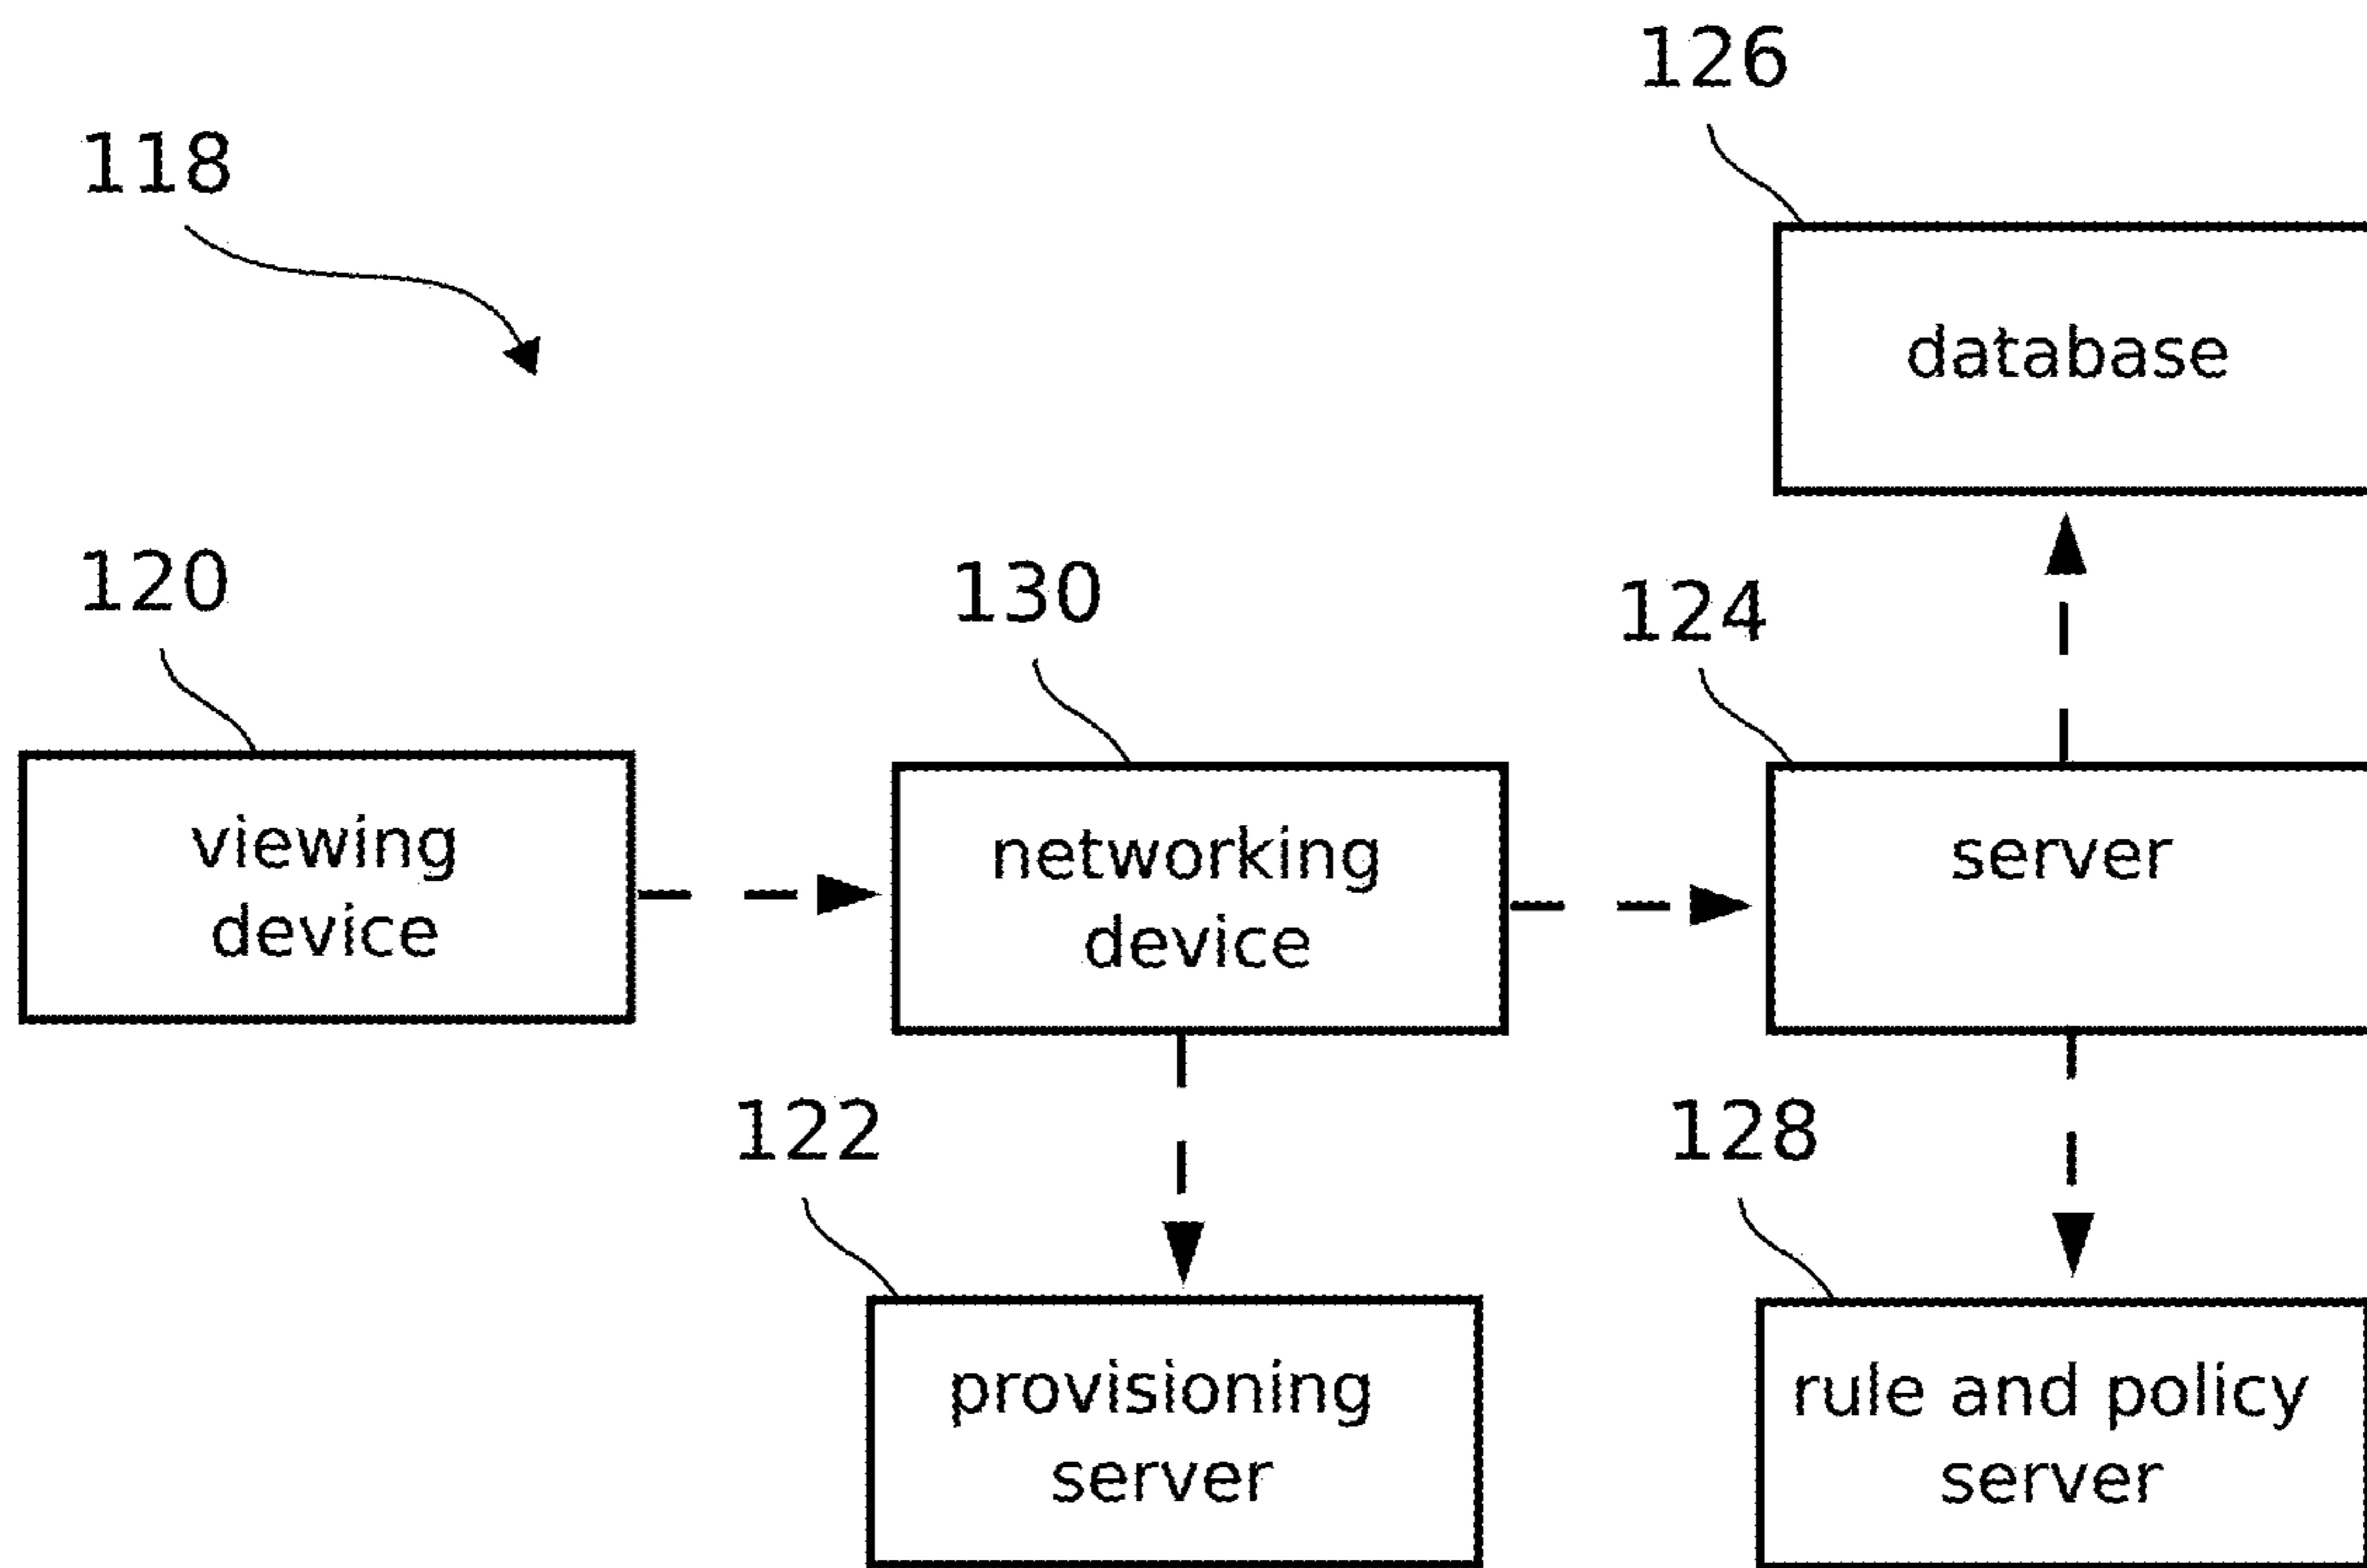 126
118
database
120
130
124
viewing
device
networking
device
server
122
128
provisioning
server
rule and policy
server